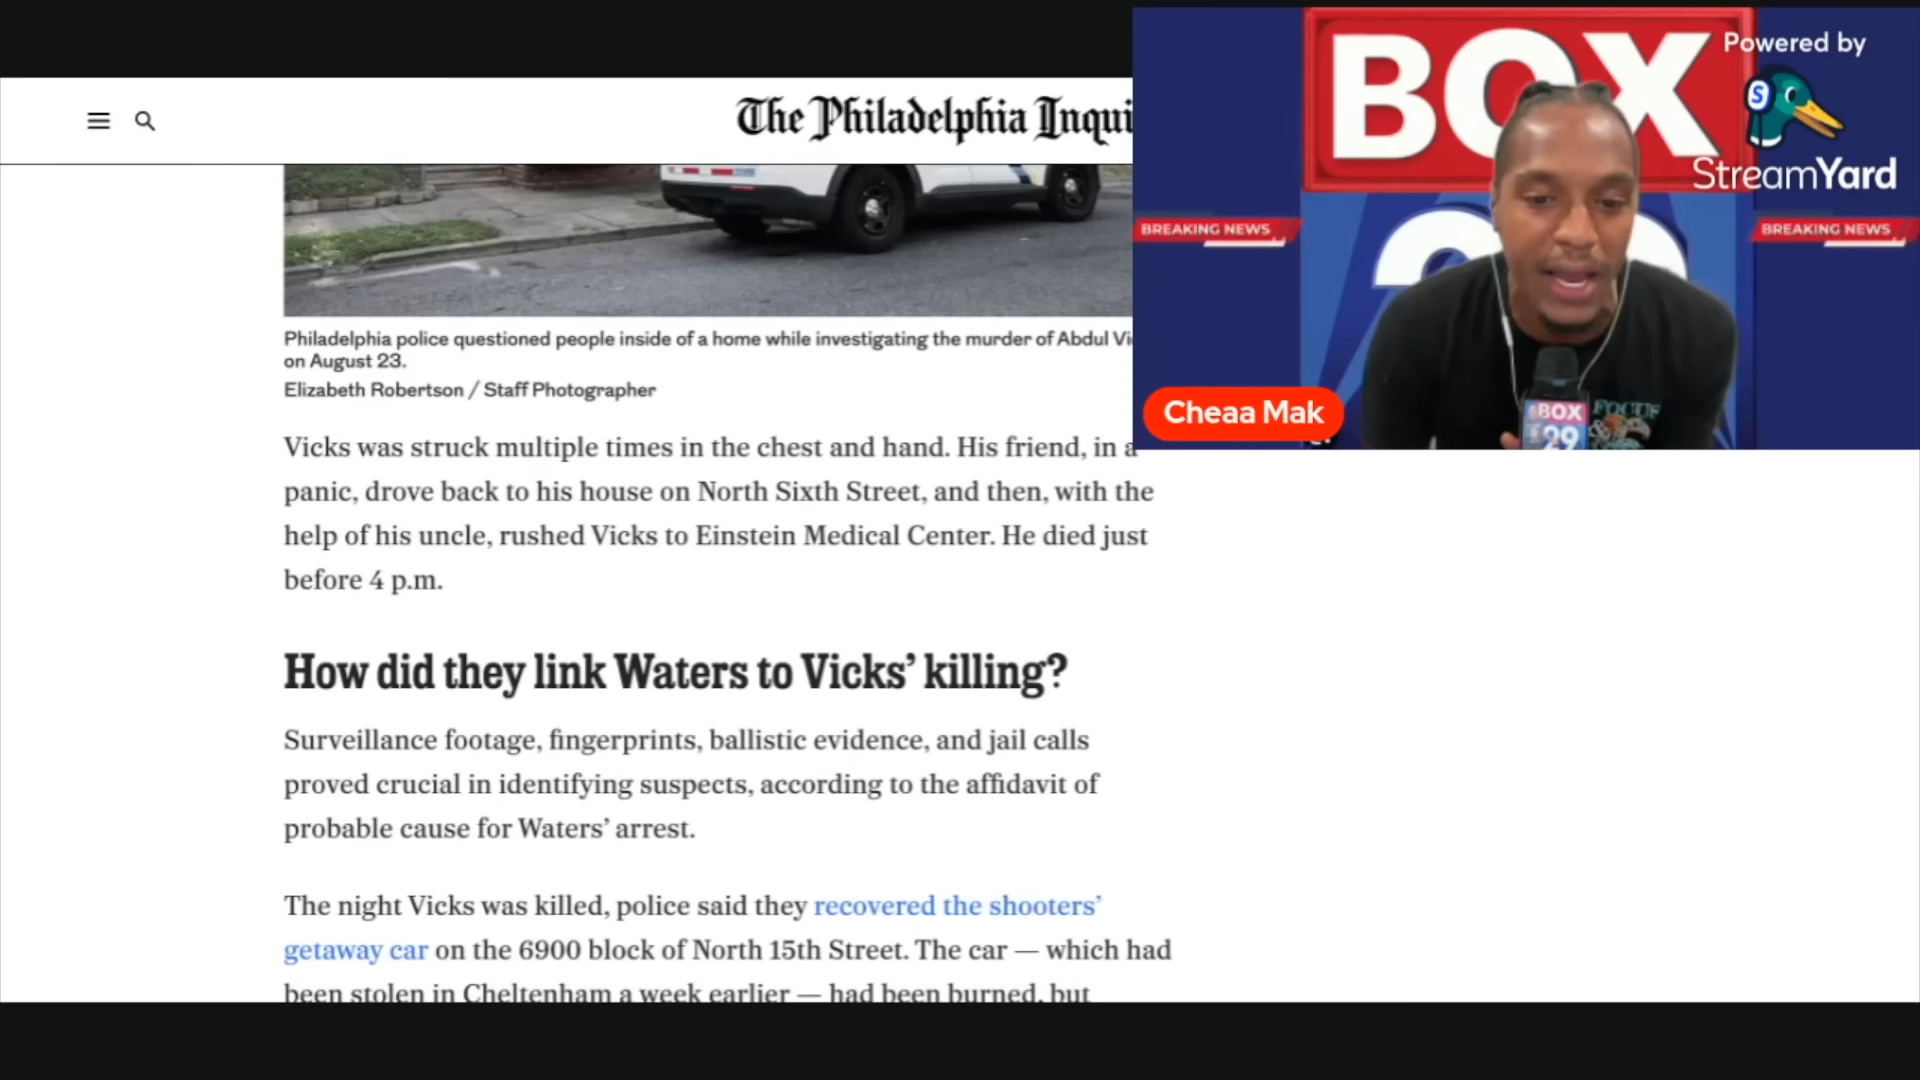 The Philadelphia Inqui
Philadelphia police questioned people inside of a home while investigating the murder of Abdul Vi
on August 23.
Elizabeth Robertson / Staff Photographer
Vicks was struck multiple times in the chest and hand. His friend, in a
panic, drove back to his house on North Sixth Street, and then, with the
help of his uncle, rushed Vicks to Einstein Medical Center. He died just
before 4 p.m.
How did they link Waters to Vicks’ killing?
Surveillance footage, fingerprints, ballistic evidence, and jail calls
proved crucial in identifying suspects, according to the affidavit of
probable cause for Waters’ arrest.
The night Vicks was killed, police said they recovered the shooters’
getaway car on the 6900 block of North 15th Street. The car — which had
been stolen in Cheltenham a week earlier — had been burned, but
BOX
Powered by
S
StreamYard
BREAKING NEWS
BREAKING NEWS
Cheaa Mak
BOX
29
FOCUS
&